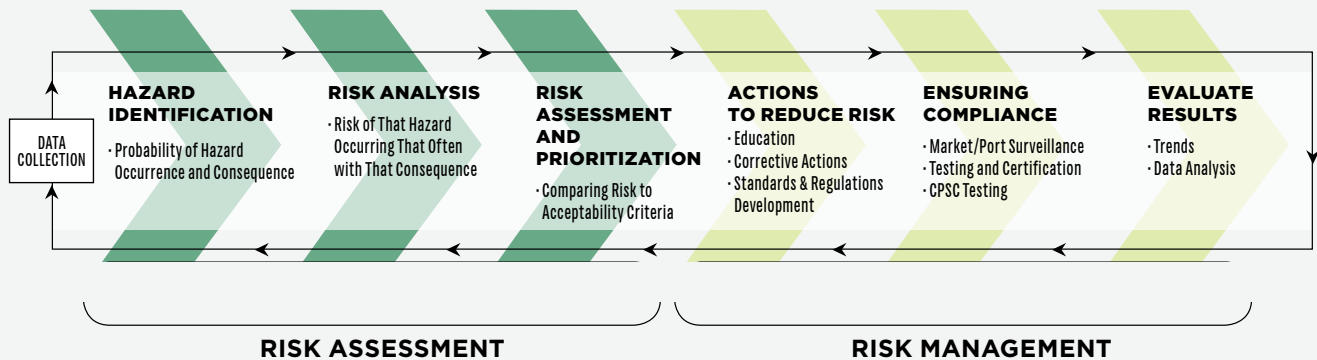 DATA
COLLECTION
HAZARD
IDENTIFICATION
· Probability of Hazard
Occurrence and Consequence
RISK ANALYSIS
· Risk of That Hazard
Occurring That Often
with That Consequence
RISK
ASSESSMENT
AND
PRIORITIZATION
· Comparing Risk to
Acceptability Criteria
ACTIONS
TO REDUCE RISK
· Education
· Corrective Actions
· Standards & Regulations
Development
ENSURING
COMPLIANCE
· Market/Port Surveillance
· Testing and Certification
· CPSC Testing
EVALUATE
RESULTS
· Trends
· Data Analysis
RISK ASSESSMENT
RISK MANAGEMENT